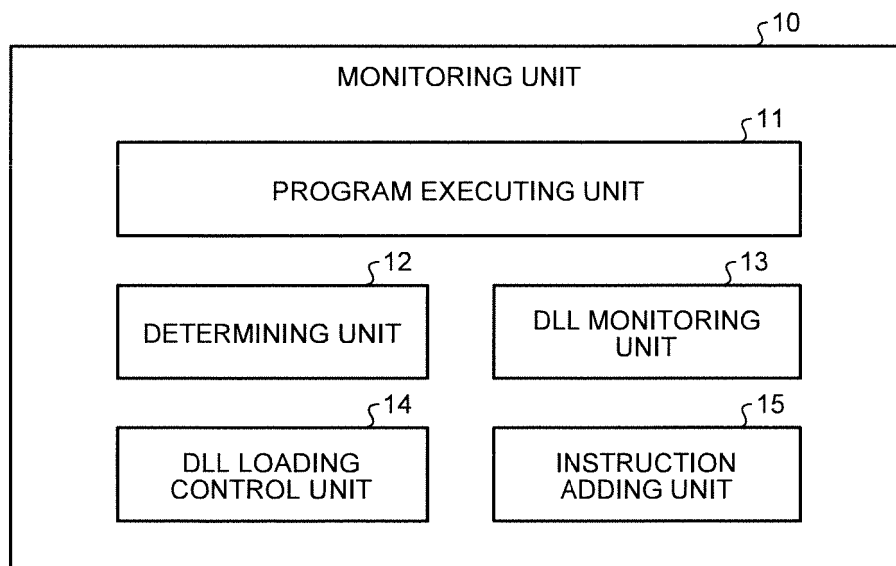 10
MONITORING UNIT
11
PROGRAM EXECUTING UNIT
12
13
DETERMINING UNIT
DLL MONITORING
UNIT
14
15
DLL LOADING
CONTROL UNIT
INSTRUCTION
ADDING UNIT